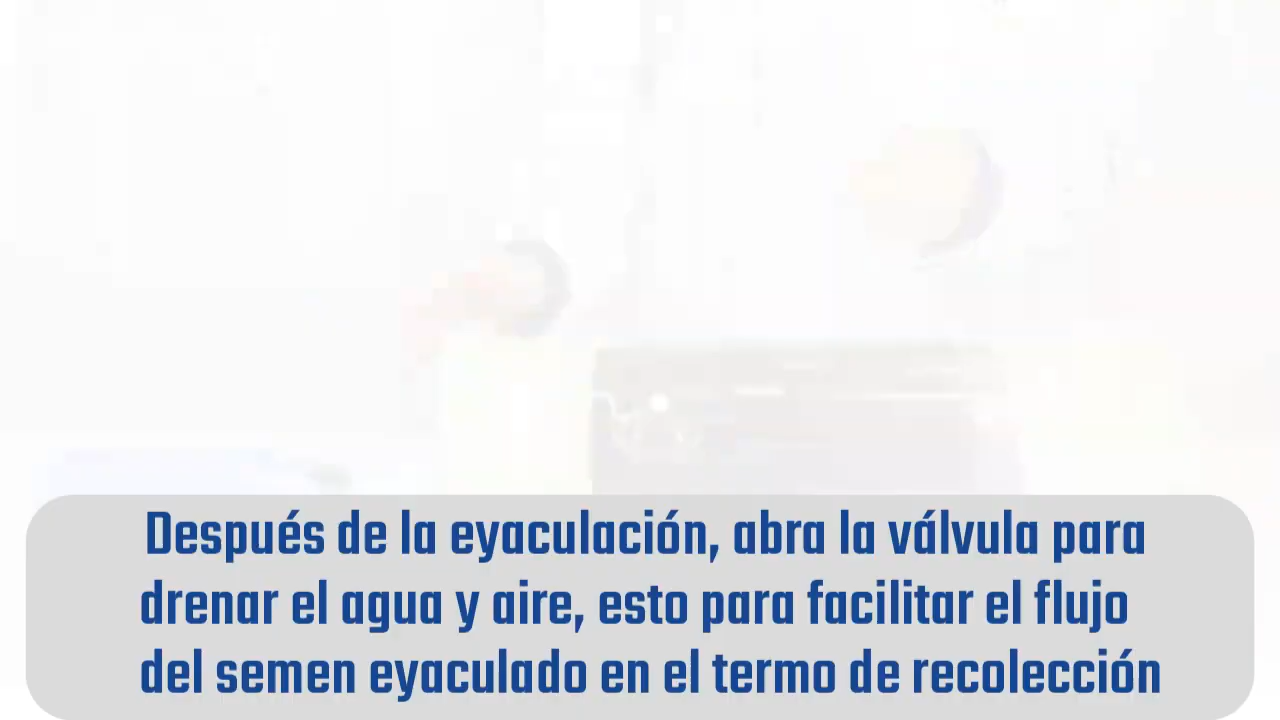 Después de la eyaculación, abra la válvula para
drenar el agua y aire, esto para facilitar el flujo
del semen eyaculado en el termo de recolección